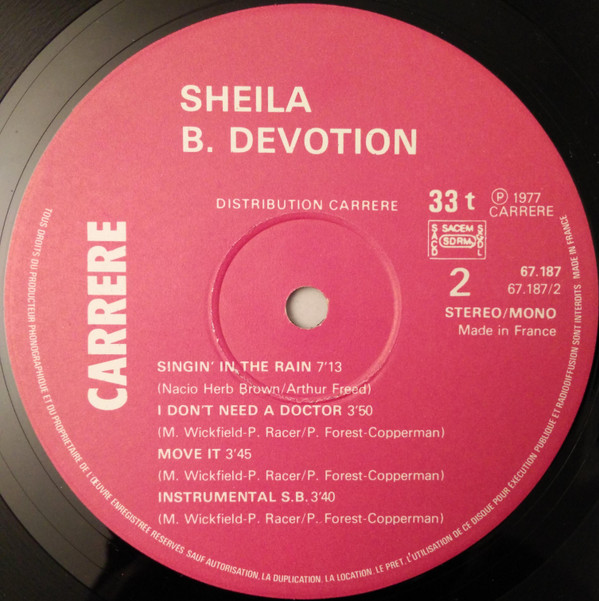 SHEILA
B. DEVOTION
DISTRIBUTION CARRERE
33 t
Ⓟ 1977
CARRERE
SACEM
SACD
SDRM
SGDL
2
67.187
67.187/2
STEREO/MONO
Made in France
CARRERE
SINGIN' IN THE RAIN 7'13
(Nacio Herb Brown/Arthur Freed)
I DON'T NEED A DOCTOR 3'50
(M. Wickfield-P. Racer/P. Forest-Copperman)
MOVE IT 3'45
(M. Wickfield-P. Racer/P. Forest-Copperman)
INSTRUMENTAL S.B. 3'40
(M. Wickfield-P. Racer/P. Forest-Copperman)
TOUS DROITS DU PRODUCTEUR PHONOGRAPHIQUE ET DU PROPRIETAIRE DE L'ŒUVRE ENREGISTREE RESERVES. SAUF AUTORISATION, LA DUPLICATION, LA LOCATION, LE PRET, L'UTILISATION DE CE DISQUE POUR EXÉCUTION PUBLIQUE ET RADIODIFFUSION SONT INTERDITS MADE IN FRANCE